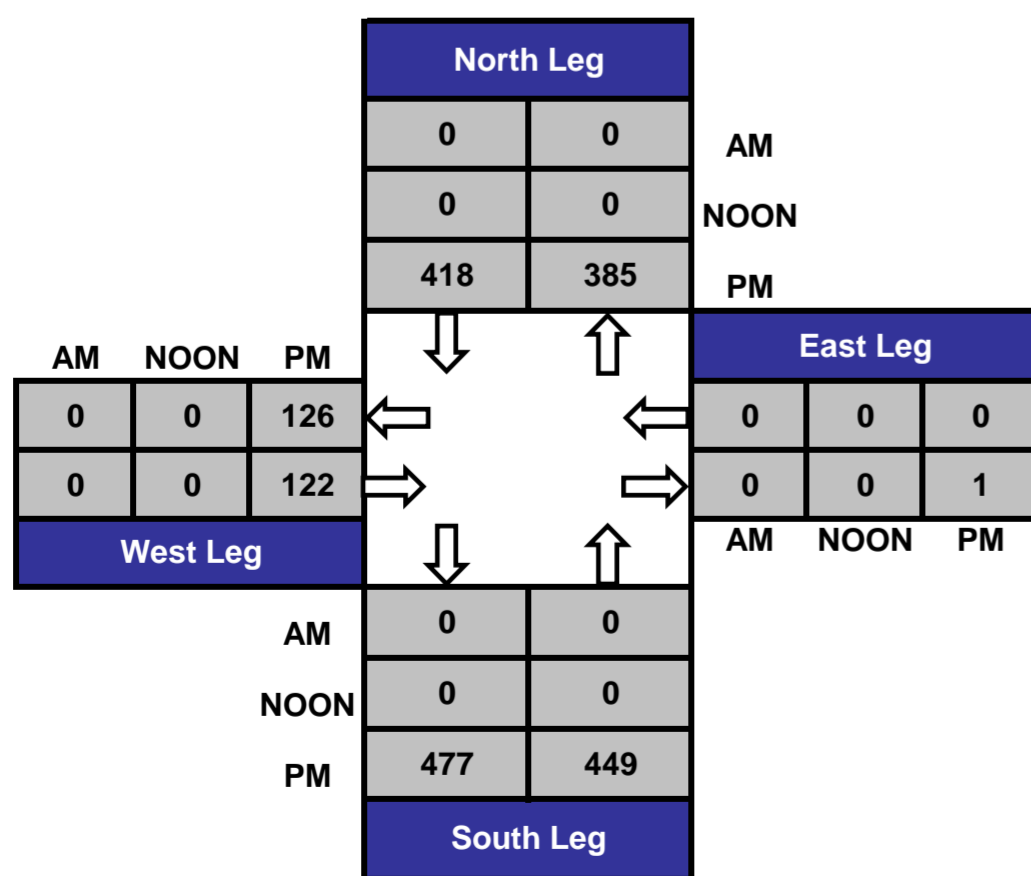 North Leg
0 0
AM
0 0
NOON
418 385
PM
AM NOON PM
East Leg
0 0 126
0 0 0
0 0 122
0 0 1
West Leg
AM NOON PM
AM
0 0
NOON
0 0
PM
477 449
South Leg